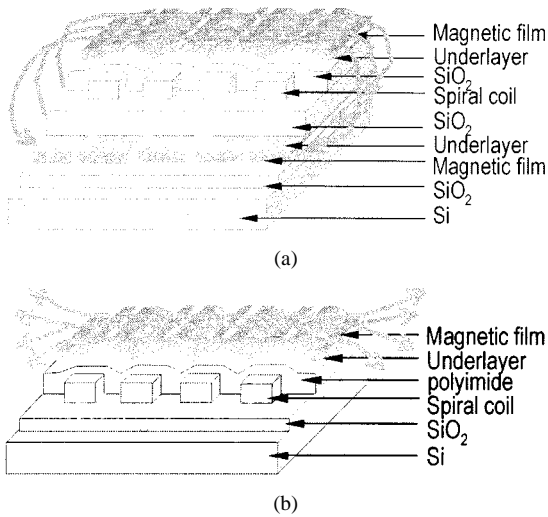 Magnetic film
Underlayer
SiO2
Spiral coil
SiO2
Underlayer
Magnetic film
SiO2
Si
(a)
Magnetic film
Underlayer
polyimide
Spiral coil
SiO2
Si
(b)